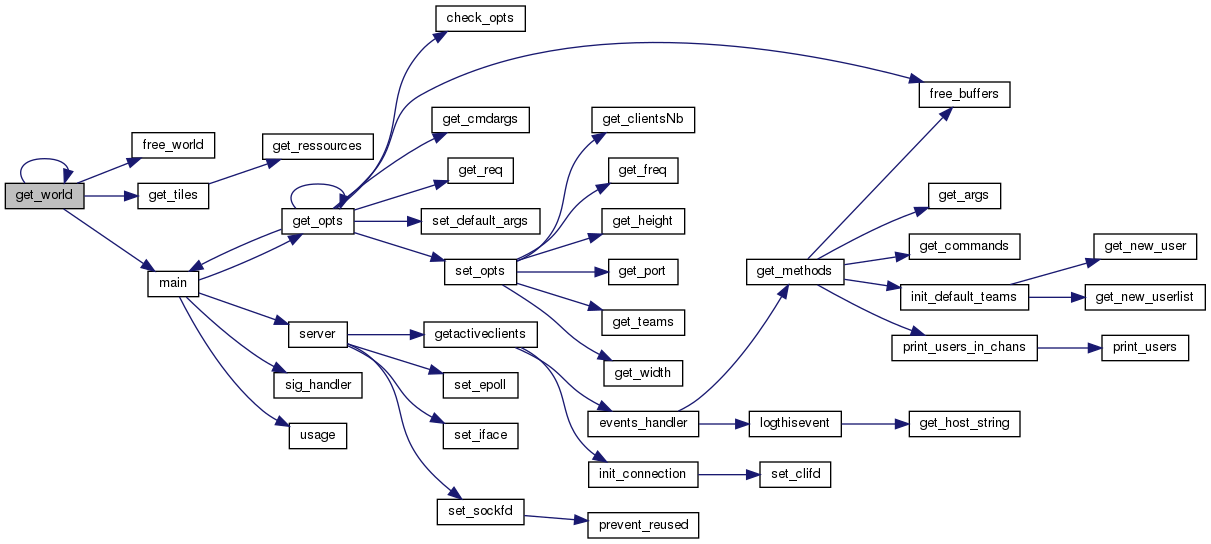 check_opts
free_buffers
get_clientsNb
get_cmdargs
free_world
get_ressources
get_req
get_freq
get_world
get_tiles
get_args
get_opts
set_default_args
get_height
get_commands
get_new_user
set_opts
get_port
get_methods
main
init_default_teams
get_new_userlist
get_teams
server
getactiveclients
print_users_in_chans
print_users
get_width
sig_handler
set_epoll
events_handler
logthisevent
get_host_string
usage
set_iface
init_connection
set_clifd
set_sockfd
prevent_reused